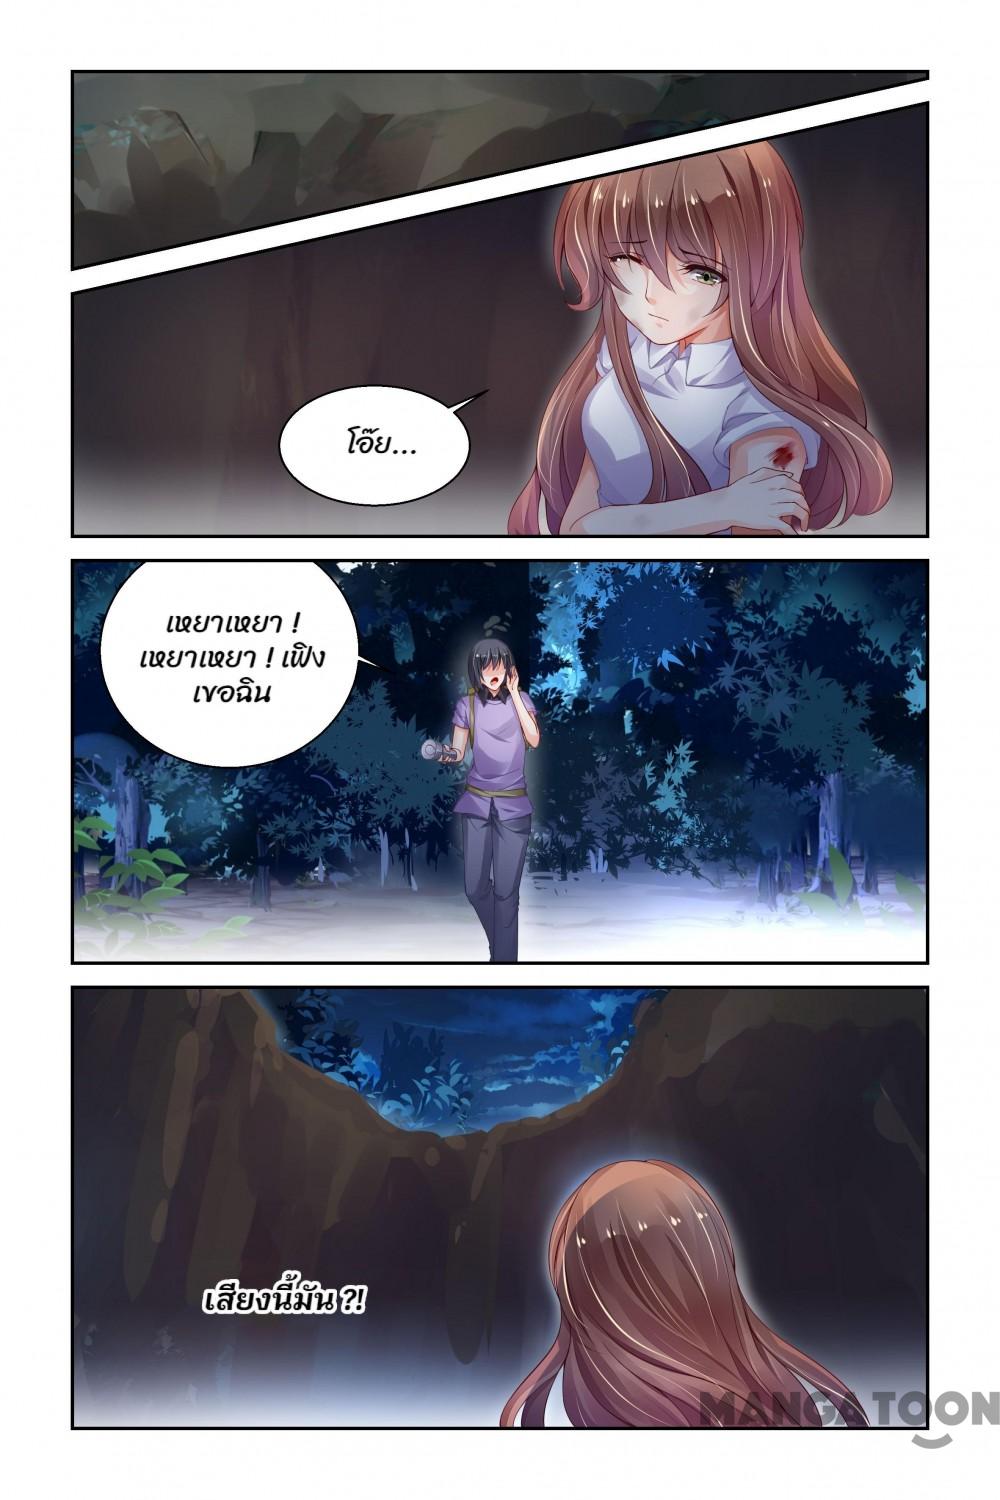 โอ๊ย...
เหยาเหยา !
เหยาเหยา ! เฟิง
เขอฉิน
เสียงนี้มัน ?!
MANGATOON